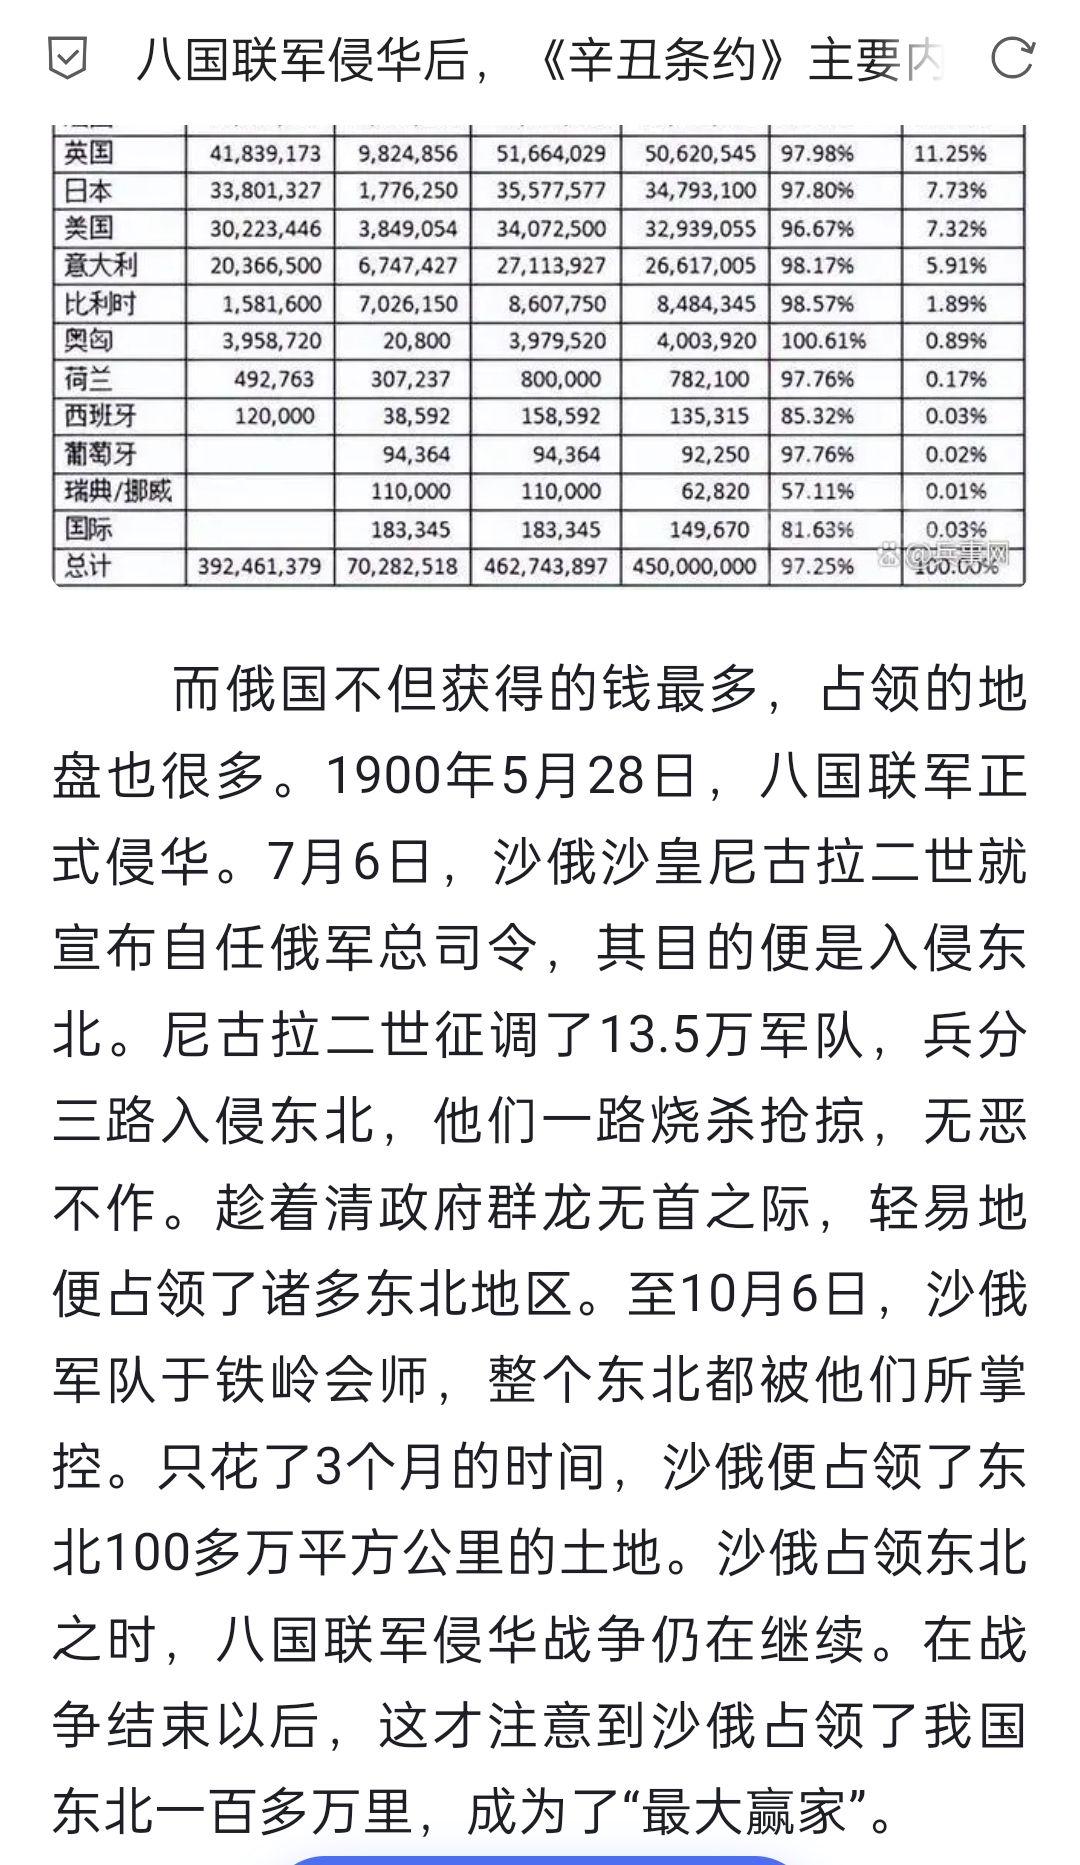 八国联军侵华后，《辛丑条约》主要内
英国 41,839,173 9,824,856 51,664,029 50,620,545 97.98% 11.25%
日本 33,801,327 1,776,250 35,577,577 34,793,100 97.80% 7.73%
美国 30,223,446 3,849,054 34,072,500 32,939,055 96.67% 7.32%
意大利 20,366,500 6,747,427 27,113,927 26,617,005 98.17% 5.91%
比利时 1,581,600 7,026,150 8,607,750 8,484,345 98.57% 1.89%
奥匈 3,958,720 20,800 3,979,520 4,003,920 100.61% 0.89%
荷兰 492,763 307,237 800,000 782,100 97.76% 0.17%
西班牙 120,000 38,592 158,592 135,315 85.32% 0.03%
葡萄牙 94,364 94,364 92,250 97.76% 0.02%
瑞典/挪威 110,000 110,000 62,820 57.11% 0.01%
国际 183,345 183,345 149,670 81.63% 0.03%
总计 392,461,379 70,282,518 462,743,897 450,000,000 97.25% 100.00%
@兵事网
而俄国不但获得的钱最多，占领的地
盘也很多。1900年5月28日，八国联军正
式侵华。7月6日，沙俄沙皇尼古拉二世就
宣布自任俄军总司令，其目的便是入侵东
北。尼古拉二世征调了13.5万军队，兵分
三路入侵东北，他们一路烧杀抢掠，无恶
不作。趁着清政府群龙无首之际，轻易地
便占领了诸多东北地区。至10月6日，沙俄
军队于铁岭会师，整个东北都被他们所掌
控。只花了3个月的时间，沙俄便占领了东
北100多万平方公里的土地。沙俄占领东北
之时，八国联军侵华战争仍在继续。在战
争结束以后，这才注意到沙俄占领了我国
东北一百多万里，成为了“最大赢家”。